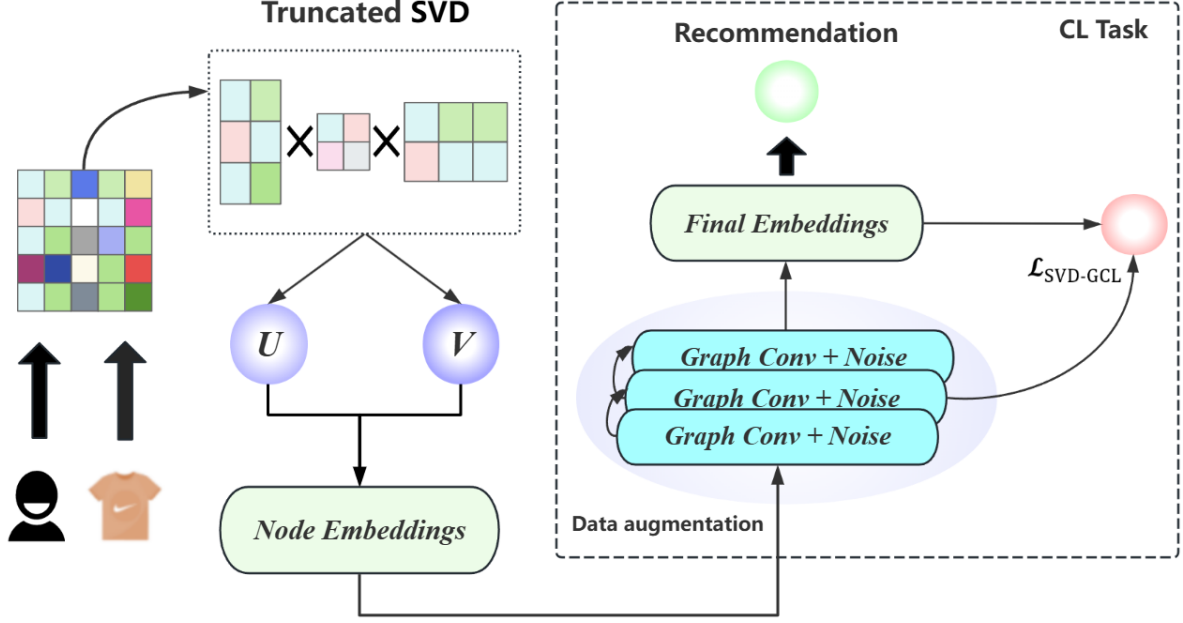 Truncated SVD
U
V
Node Embeddings
CL Task
Recommendation
Final Embeddings
ℒSVD-GCL
Graph Conv + Noise
Graph Conv + Noise
Graph Conv + Noise
Data augmentation